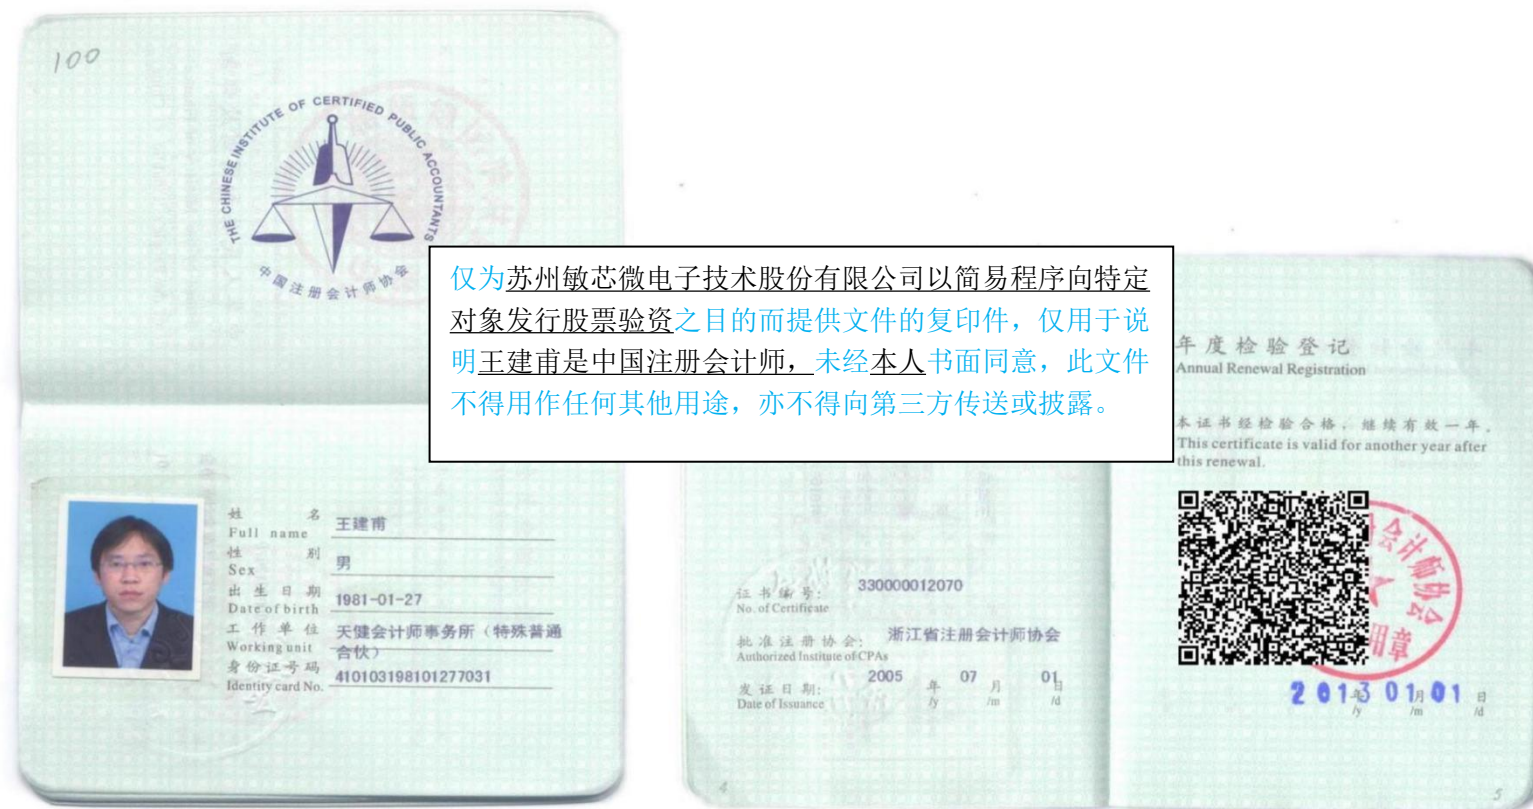 100
THE CHINESE INSTITUTE OF CERTIFIED PUBLIC ACCOUNTANTS
中国注册会计师协会
仅为苏州敏芯微电子技术股份有限公司以简易程序向特定
对象发行股票验资之目的而提供文件的复印件，仅用于说
明王建甫是中国注册会计师，未经本人书面同意，此文件
不得用作任何其他用途，亦不得向第三方传送或披露。
姓 名 王建甫
Full name
性 别 男
Sex
出生日期 1981-01-27
Date of birth
工作单位 天健会计师事务所（特殊普通
Working unit 合伙）
身份证号码 410103198101277031
Identity card No.
证书编号: 330000012070
No. of Certificate
批准注册协会: 浙江省注册会计师协会
Authorized Institute of CPAs
发证日期: 2005 年 07 月 01 日
Date of Issuance /y /m /d
4
年度检验登记
Annual Renewal Registration
本证书经检验合格，继续有效一年。
This certificate is valid for another year after
this renewal.
会计师协会
用章
2013 年 01 月 01 日
/y /m /d
5